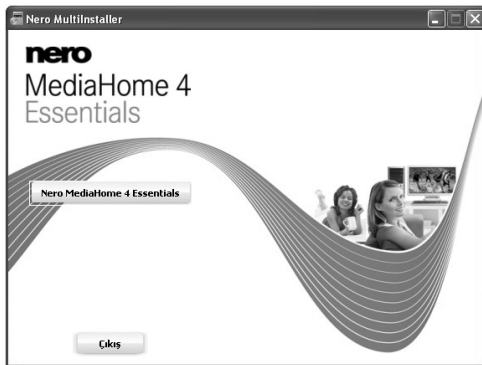 Nero MultiInstaller
nero
MediaHome 4
Essentials
Nero MediaHome 4 Essentials
Çıkış